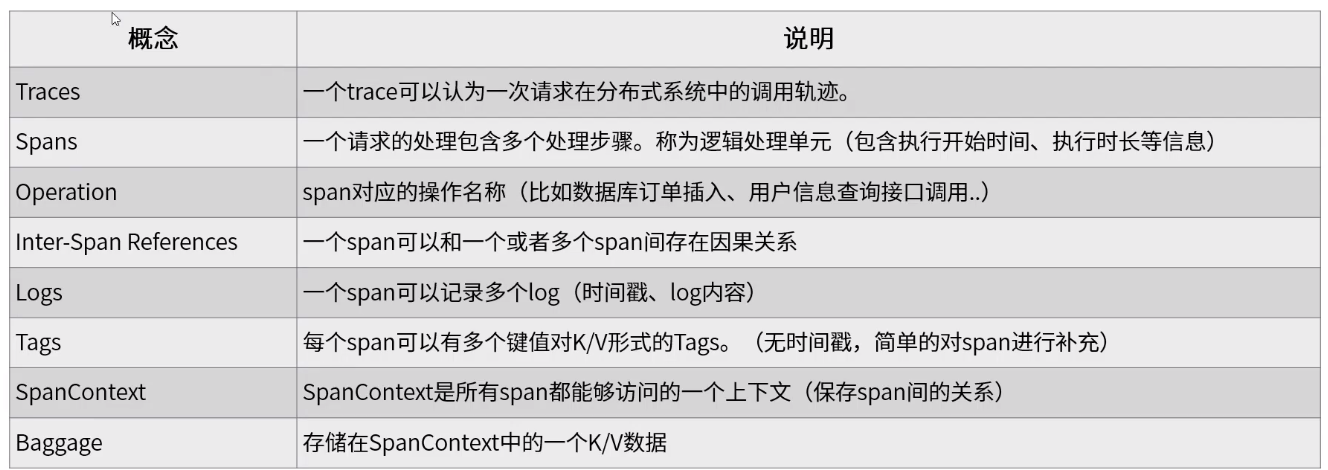 概念 说明
Traces 一个trace可以认为一次请求在分布式系统中的调用轨迹。
Spans 一个请求的处理包含多个处理步骤。称为逻辑处理单元（包含执行开始时间、执行时长等信息）
Operation span对应的操作名称（比如数据库订单插入、用户信息查询接口调用..）
Inter-Span References 一个span可以和一个或者多个span间存在因果关系
Logs 一个span可以记录多个log（时间戳、log内容）
Tags 每个span可以有多个键值对K/V形式的Tags。（无时间戳，简单的对span进行补充）
SpanContext SpanContext是所有span都能够访问的一个上下文（保存span间的关系）
Baggage 存储在SpanContext中的一个K/V数据